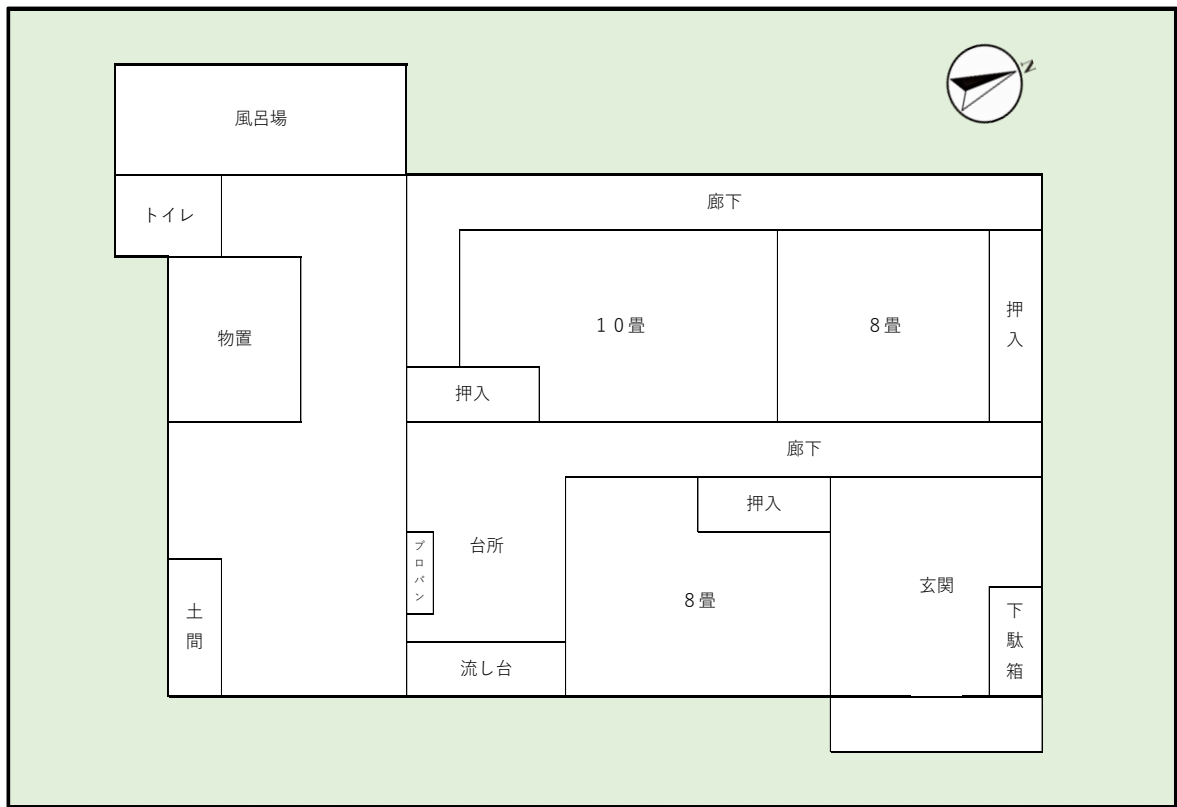 N
風呂場
トイレ
廊下
物置
１０畳
８畳
押
入
押入
廊下
押入
台所
プ
ロ
パ
ン
８畳
玄関
土
間
下
駄
箱
流し台